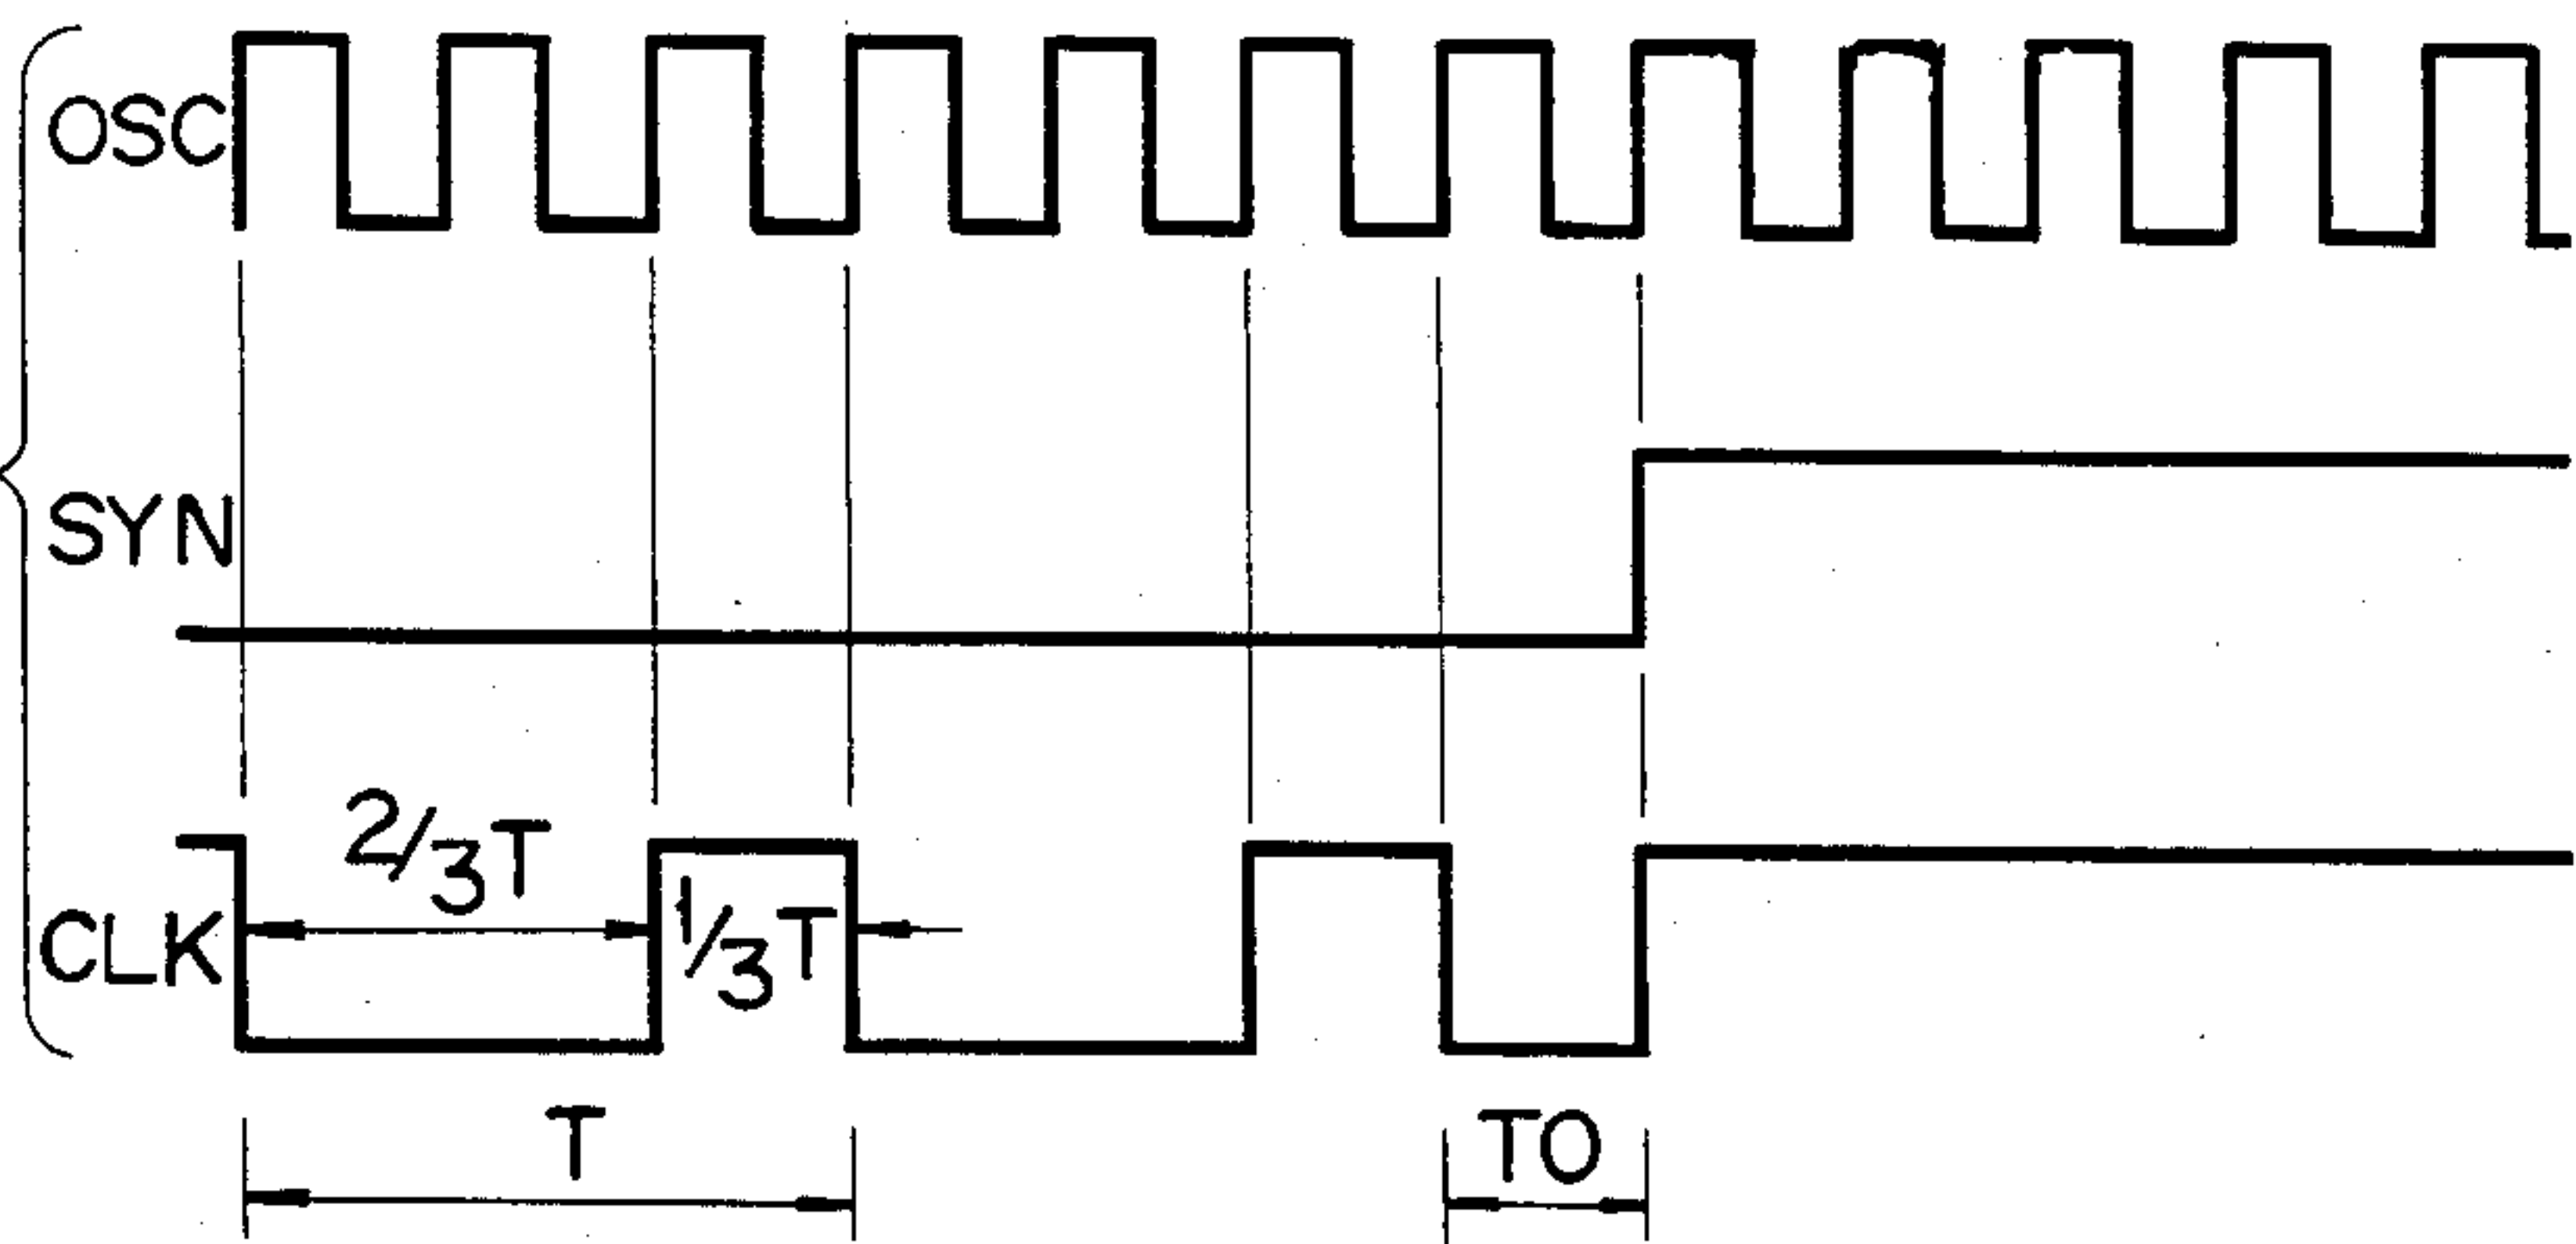 OSC
SYN
CLK
2/3T
1/3T
T
TO